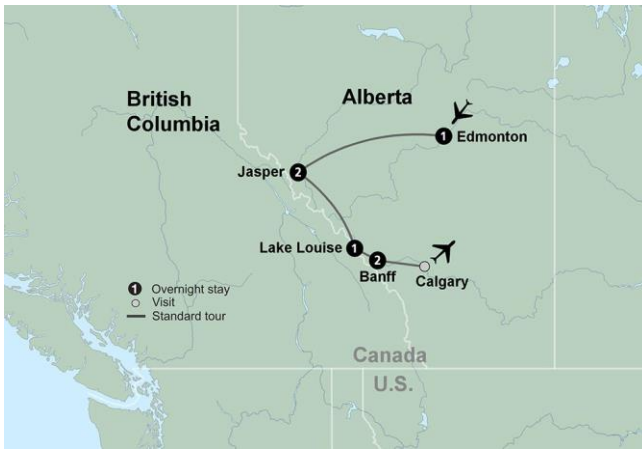 British
Columbia
Alberta
1 Edmonton
Jasper 2
Lake Louise 1
2
Banff
Calgary
1 Overnight stay
Visit
Standard tour
Canada
U.S.